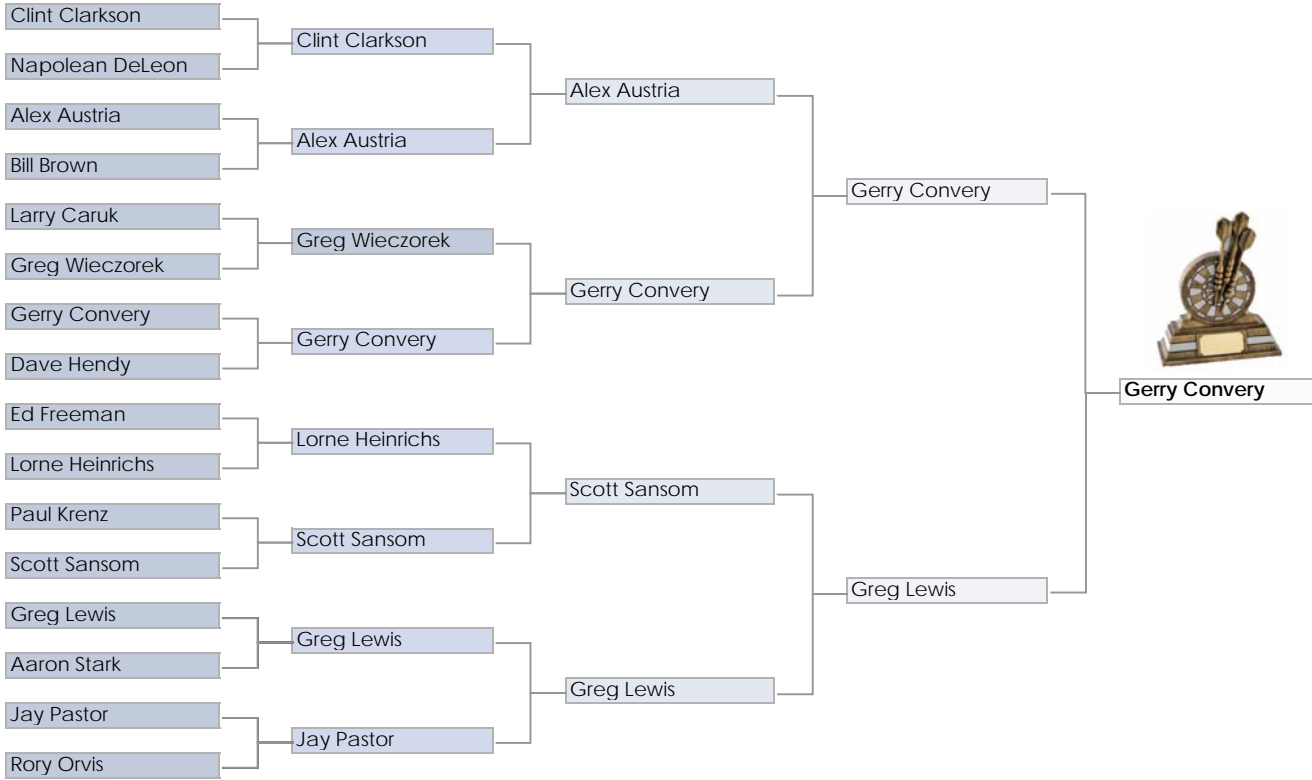 Clint Clarkson
Napolean DeLeon
Alex Austria
Bill Brown
Larry Caruk
Greg Wieczorek
Gerry Convery
Dave Hendy
Ed Freeman
Lorne Heinrichs
Paul Krenz
Scott Sansom
Greg Lewis
Aaron Stark
Jay Pastor
Rory Orvis
Clint Clarkson
Alex Austria
Greg Wieczorek
Gerry Convery
Lorne Heinrichs
Scott Sansom
Greg Lewis
Jay Pastor
Alex Austria
Gerry Convery
Scott Sansom
Greg Lewis
Gerry Convery
Greg Lewis
Gerry Convery